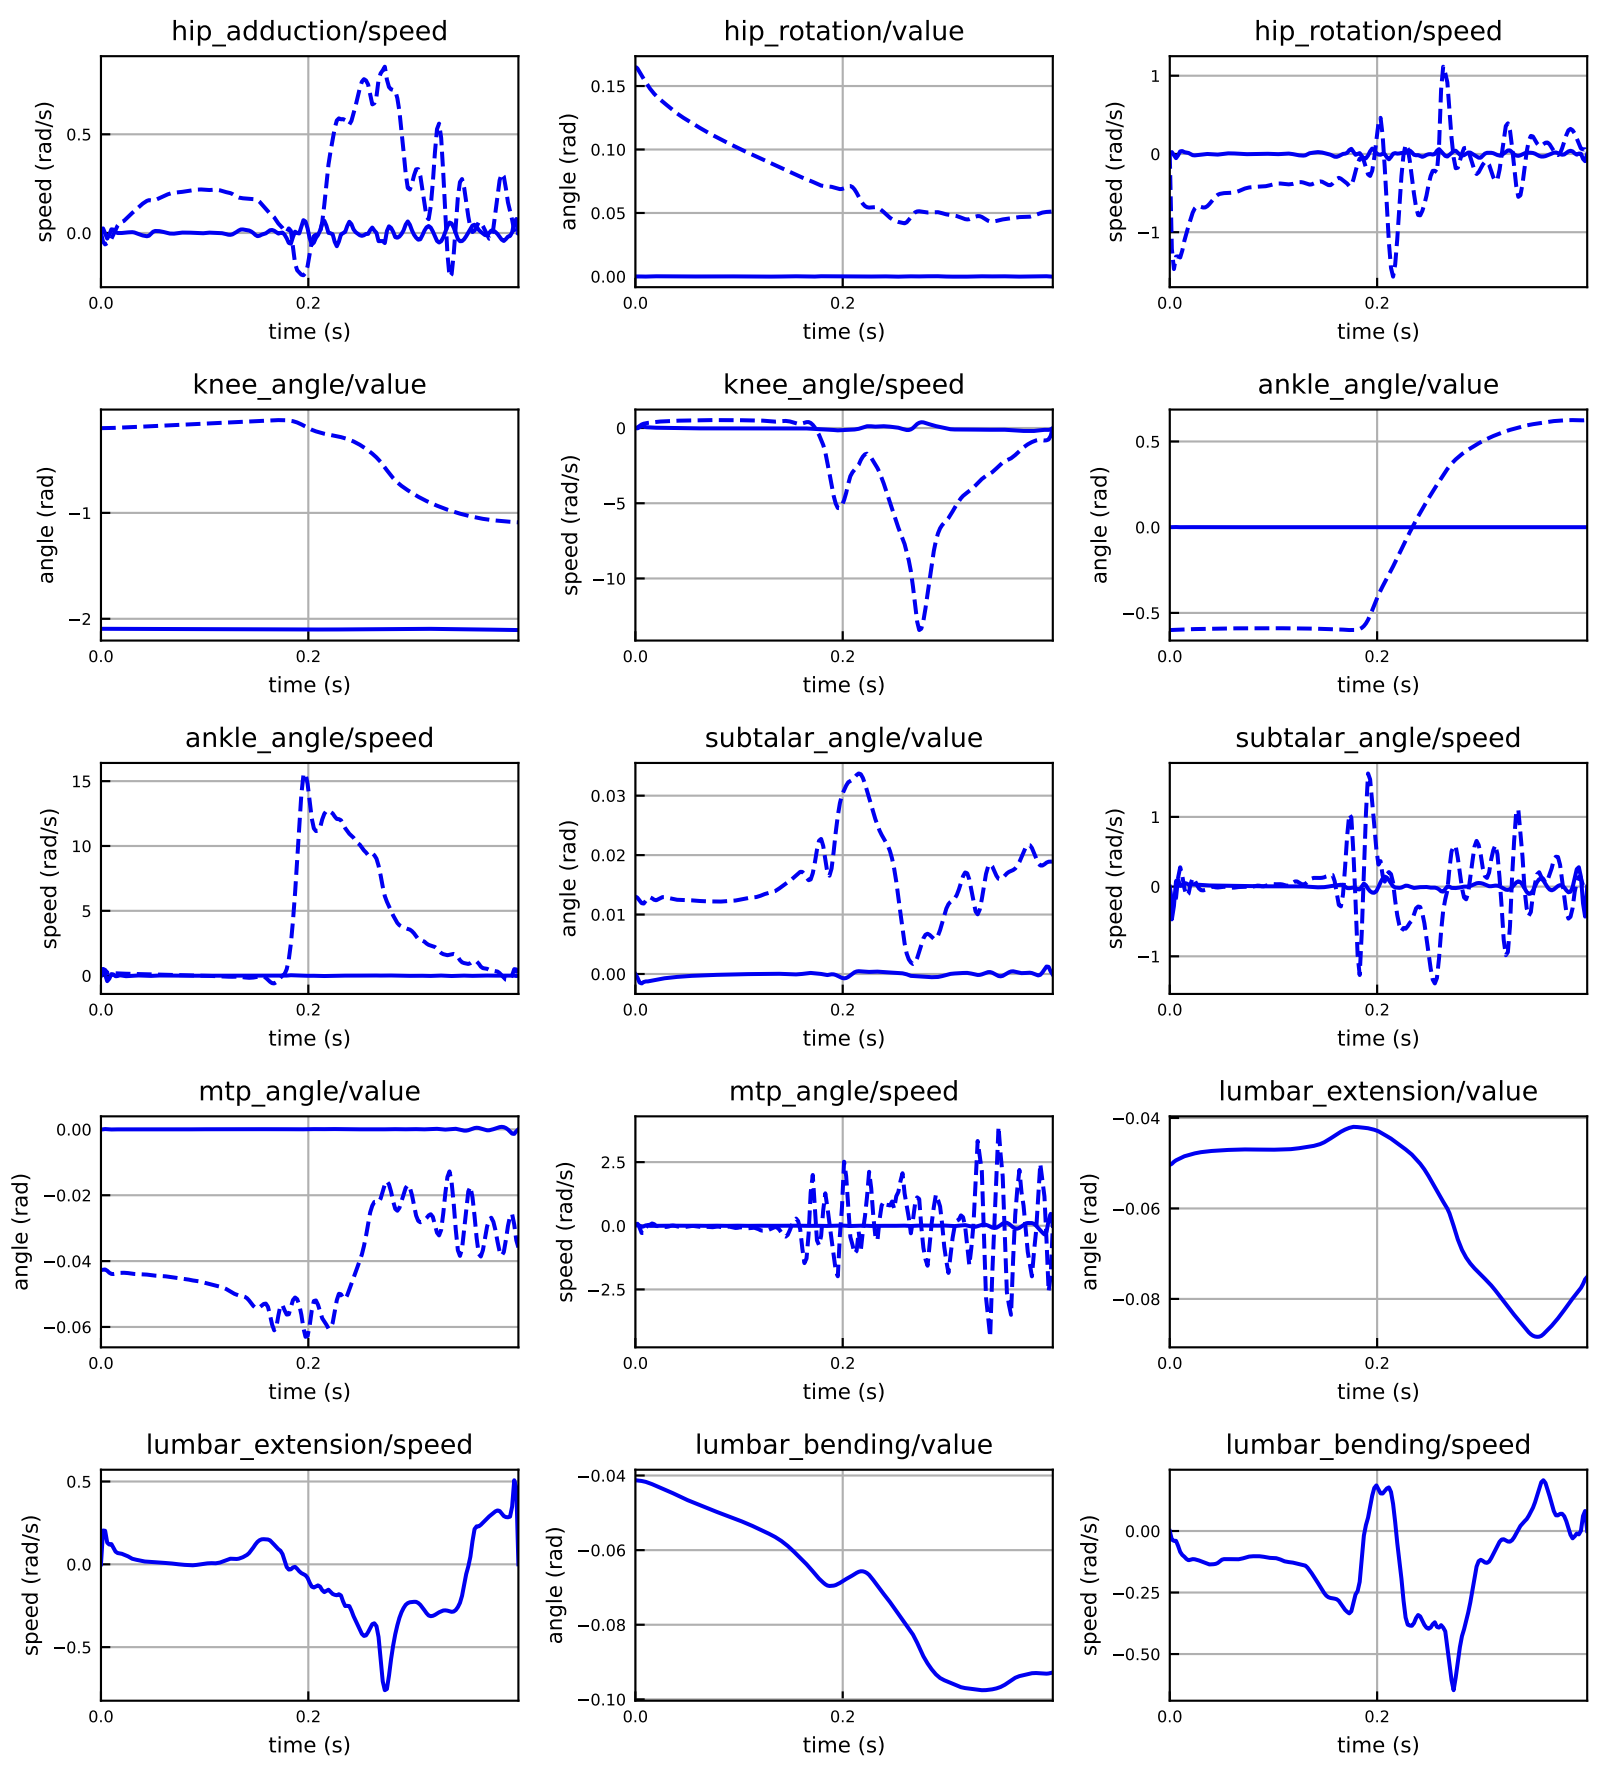 hip_adduction/speed
hip_rotation/value
hip_rotation/speed
speed (rad/s)
0.5
0.0
0.0
0.2
time (s)
angle (rad)
0.15
0.10
0.05
0.00
0.0
0.2
time (s)
speed (rad/s)
1
0
−1
0.0
0.2
time (s)
knee_angle/value
knee_angle/speed
ankle_angle/value
angle (rad)
−1
−2
0.0
0.2
time (s)
speed (rad/s)
0
−5
−10
0.0
0.2
time (s)
angle (rad)
0.5
0.0
−0.5
0.0
0.2
time (s)
ankle_angle/speed
subtalar_angle/value
subtalar_angle/speed
speed (rad/s)
15
10
5
0
0.0
0.2
time (s)
angle (rad)
0.03
0.02
0.01
0.00
0.0
0.2
time (s)
speed (rad/s)
1
0
−1
0.0
0.2
time (s)
mtp_angle/value
mtp_angle/speed
lumbar_extension/value
angle (rad)
0.00
−0.02
−0.04
−0.06
0.0
0.2
time (s)
speed (rad/s)
2.5
0.0
−2.5
0.0
0.2
time (s)
angle (rad)
−0.04
−0.06
−0.08
0.0
0.2
time (s)
lumbar_extension/speed
lumbar_bending/value
lumbar_bending/speed
speed (rad/s)
0.5
0.0
−0.5
0.0
0.2
time (s)
angle (rad)
−0.04
−0.06
−0.08
−0.10
0.0
0.2
time (s)
speed (rad/s)
0.00
−0.25
−0.50
0.0
0.2
time (s)